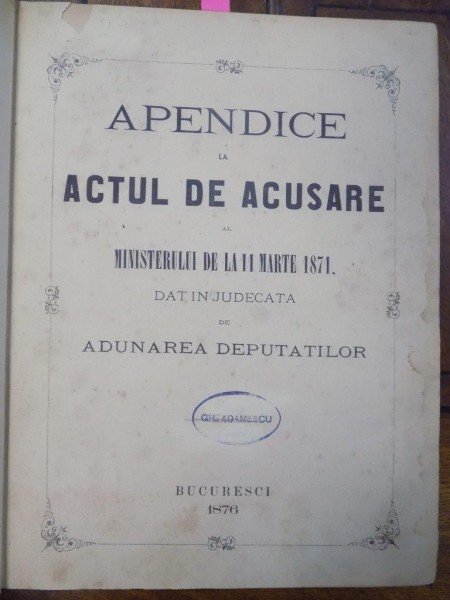 APENDICE
LA
ACTUL DE ACUSARE
AL
MINISTERULUI DE LA 11 MARTE 1871.
DAT IN JUDECATA
DE
ADUNAREA DEPUTATILOR
GH. ADAMESCU
BUCURESCI
1876